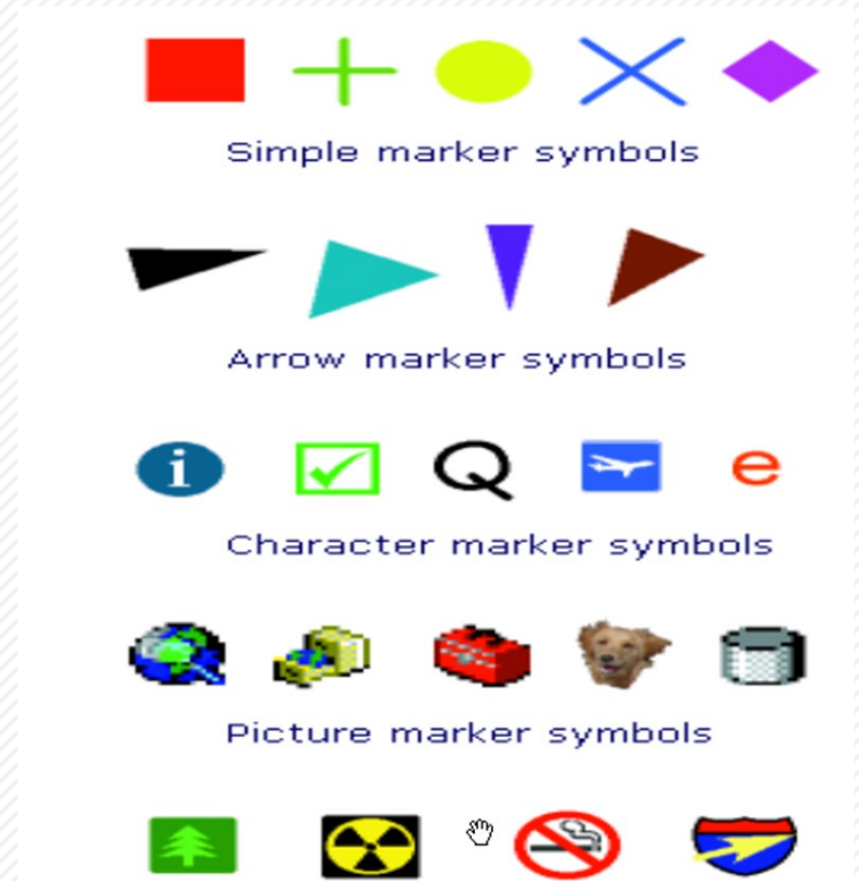 Simple marker symbols
Arrow marker symbols
i Q e
Character marker symbols
Picture marker symbols